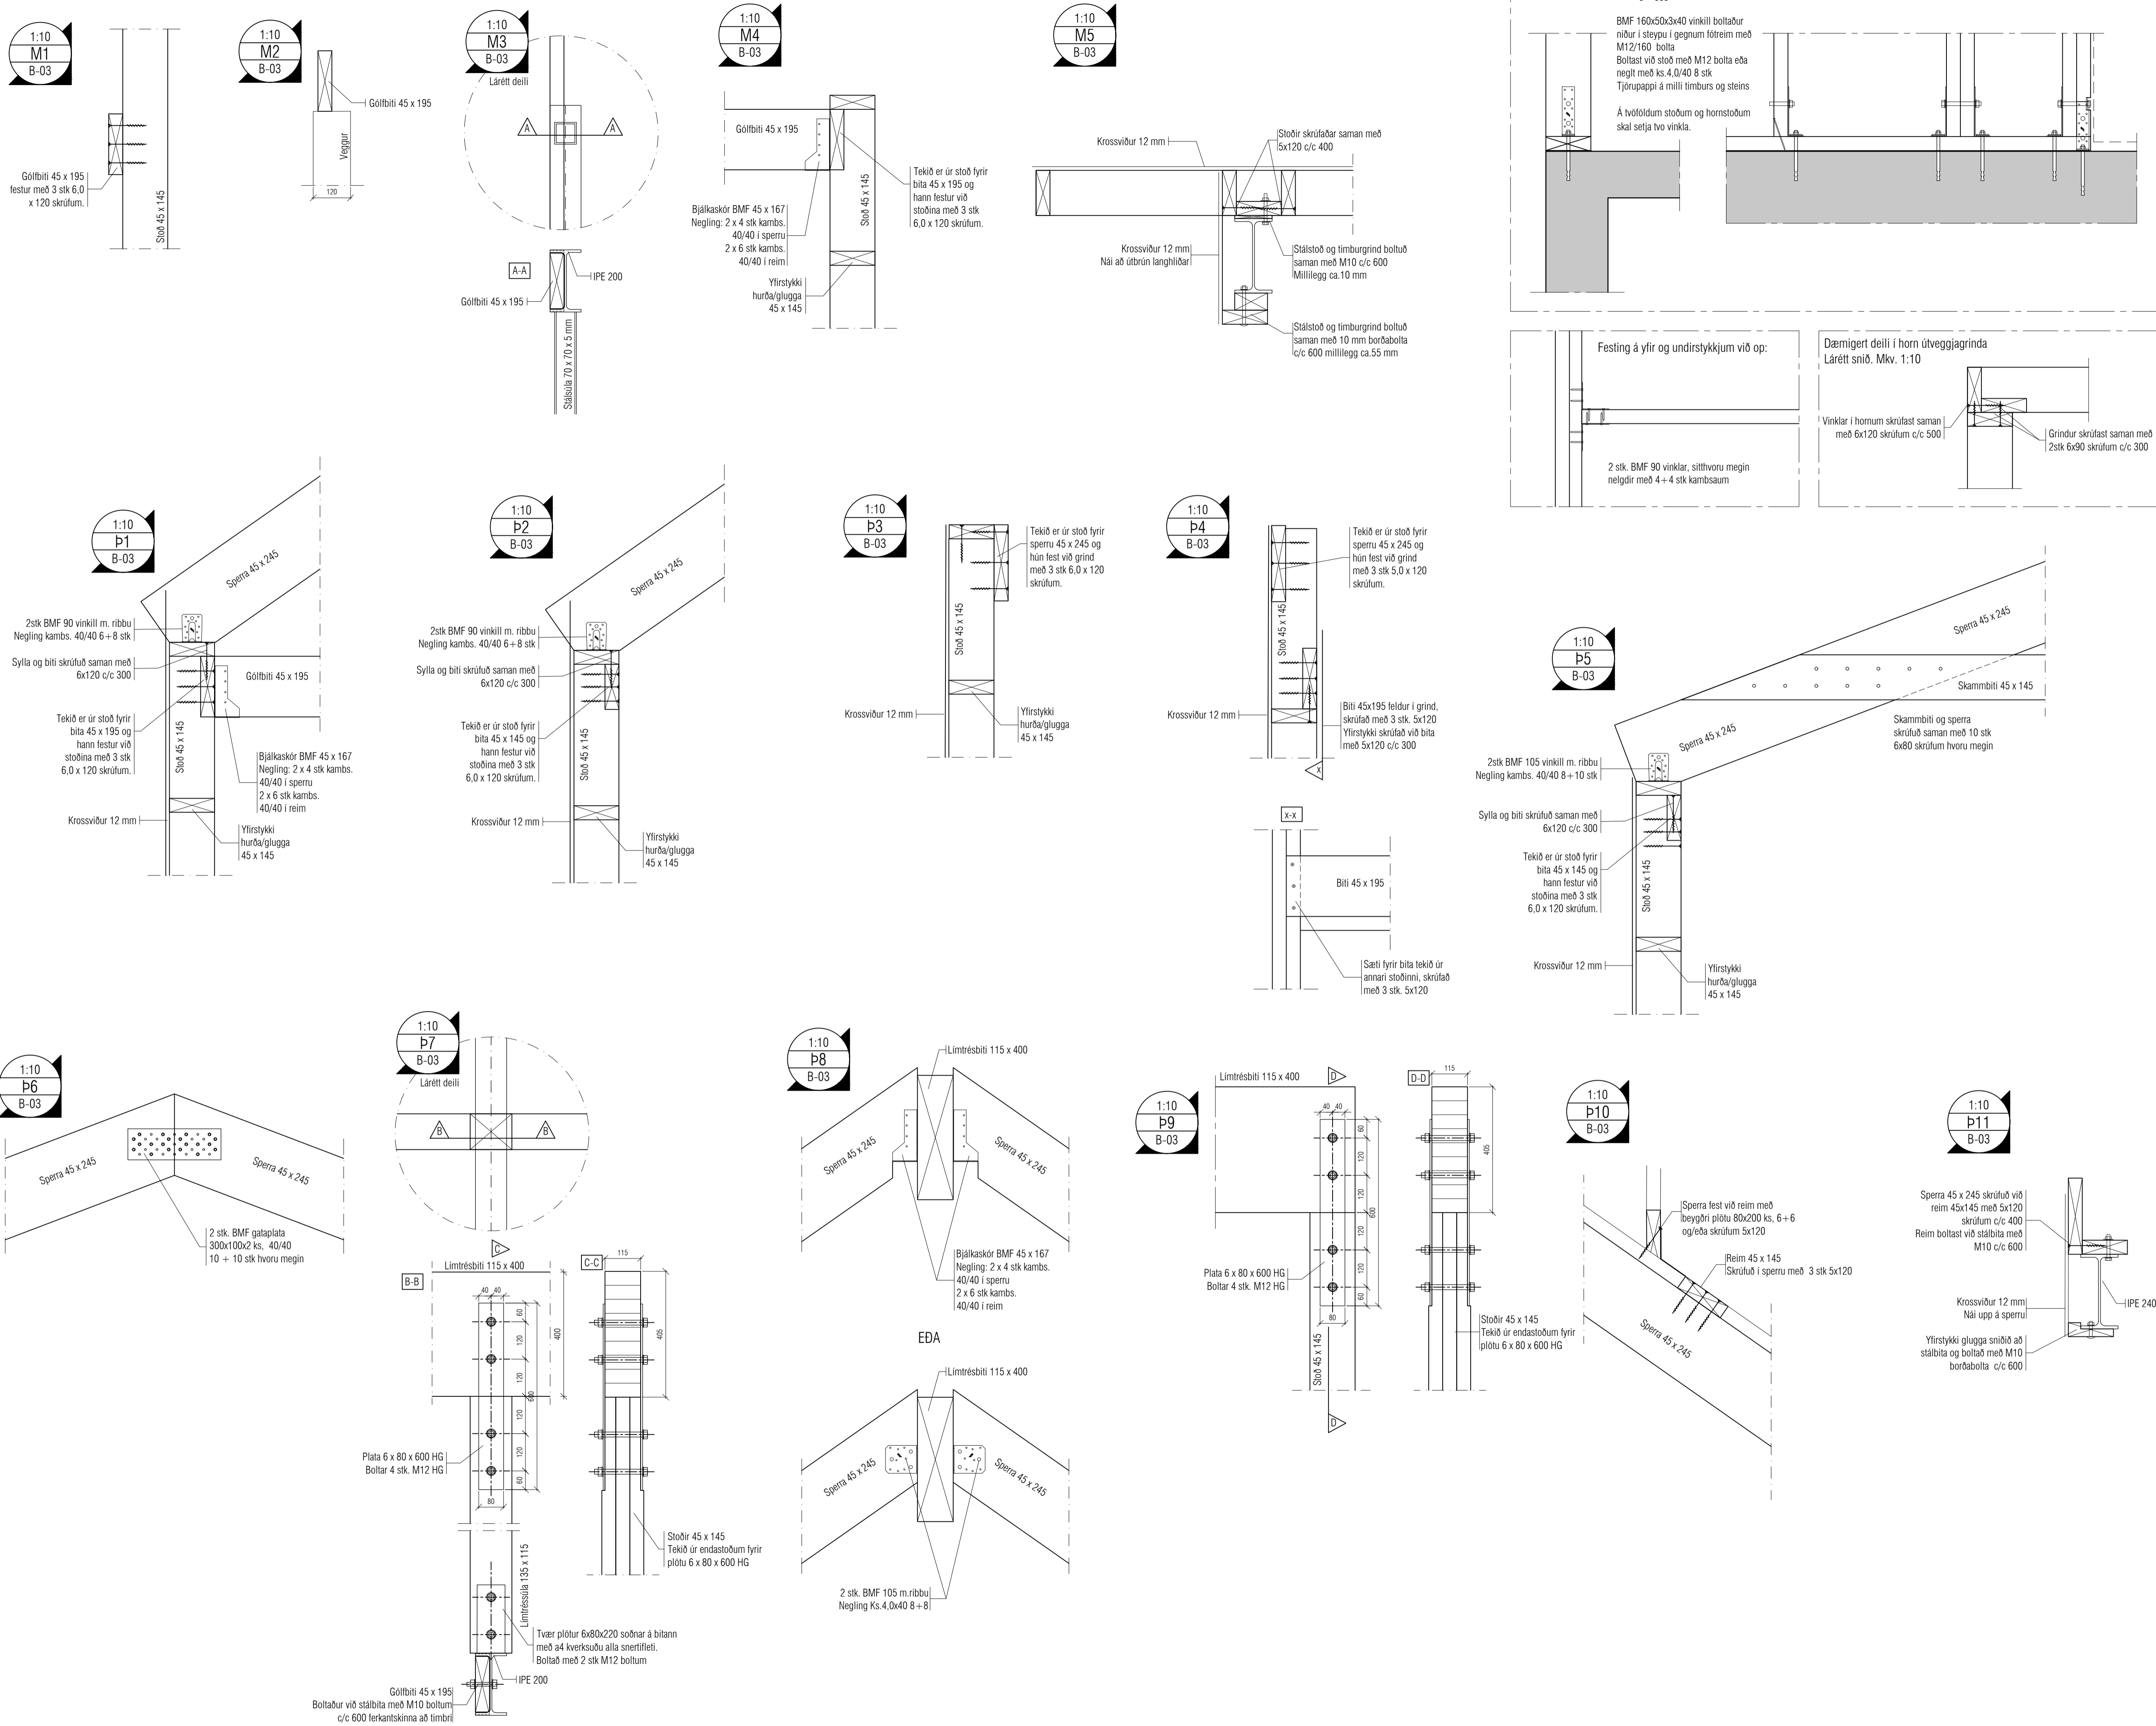 1:10
M1
B-03
Gólfbiti 45 x 195
festur með 3 stk 6,0
x 120 skrúfum.
Stoð 45 x 145
1:10
M2
B-03
Gólfbiti 45 x 195
Veggur
120
1:10
M3
B-03
Lárétt deili
A
A
A-A
IPE 200
Gólfbiti 45 x 195
Stálsúla 70 x 70 x 5 mm
1:10
M4
B-03
Gólfbiti 45 x 195
Tekið er úr stoð fyrir
bita 45 x 195 og
hann festur við
stoðina með 3 stk
6,0 x 120 skrúfum.
Stoð 45 x 145
Bjálkaskór BMF 45 x 167
Negling: 2 x 4 stk kambs.
40/40 í sperru
2 x 6 stk kambs.
40/40 í reim
Yfirstykki
hurða/glugga
45 x 145
1:10
M5
B-03
Krossviður 12 mm
Stoðir skrúfaðar saman með
5x120 c/c 400
Krossviður 12 mm
Nái að útbrún langhliðar
Stálstoð og timburgrind boltuð
saman með M10 c/c 600
Millilegg ca.10 mm
Stálstoð og timburgrind boltuð
saman með 10 mm borðabolta
c/c 600 millilegg ca.55 mm
BMF 160x50x3x40 vinkill boltaður
niður í steypu í gegnum fótreim með
M12/160 bolta
Boltast við stoð með M12 bolta eða
neglt með ks.4,0/40 8 stk
Tjörupappi á milli timburs og steins
Á tvöföldum stoðum og hornstoðum
skal setja tvo vinkla.
Festing á yfir og undirstykkjum við op:
2 stk. BMF 90 vinklar, sitthvoru megin
nelgdir með 4+4 stk kambsaum
Dæmigert deili í horn útveggjagrinda
Lárétt snið. Mkv. 1:10
Vinklar í hornum skrúfast saman
með 6x120 skrúfum c/c 500
Grindur skrúfast saman með
2stk 6x90 skrúfum c/c 300
1:10
Þ1
B-03
Sperra 45 x 245
2stk BMF 90 vinkill m. ribbu
Negling kambs. 40/40 6+8 stk
Sylla og biti skrúfuð saman með
6x120 c/c 300
Gólfbiti 45 x 195
Tekið er úr stoð fyrir
bita 45 x 195 og
hann festur við
stoðina með 3 stk
6,0 x 120 skrúfum.
Stoð 45 x 145
Bjálkaskór BMF 45 x 167
Negling: 2 x 4 stk kambs.
40/40 í sperru
2 x 6 stk kambs.
40/40 í reim
Krossviður 12 mm
Yfirstykki
hurða/glugga
45 x 145
1:10
Þ2
B-03
Sperra 45 x 245
2stk BMF 90 vinkill m. ribbu
Negling kambs. 40/40 6+8 stk
Sylla og biti skrúfuð saman með
6x120 c/c 300
Tekið er úr stoð fyrir
bita 45 x 145 og
hann festur við
stoðina með 3 stk
6,0 x 120 skrúfum.
Stoð 45 x 145
Krossviður 12 mm
Yfirstykki
hurða/glugga
45 x 145
1:10
Þ3
B-03
Tekið er úr stoð fyrir
sperru 45 x 245 og
hún fest við grind
með 3 stk 6,0 x 120
skrúfum.
Stoð 45 x 145
Krossviður 12 mm
Yfirstykki
hurða/glugga
45 x 145
1:10
Þ4
B-03
Tekið er úr stoð fyrir
sperru 45 x 245 og
hún fest við grind
með 3 stk 5,0 x 120
skrúfum.
Stoð 45 x 145
Krossviður 12 mm
Biti 45x195 feldur í grind,
skrúfað með 3 stk. 5x120
Yfirstykki skrúfað við bita
með 5x120 c/c 300
X
x-x
Biti 45 x 195
Sæti fyrir bita tekið úr
annari stoðinni, skrúfað
með 3 stk. 5x120
1:10
Þ5
B-03
Sperra 45 x 245
Skammbiti 45 x 145
Skammbiti og sperra
skrúfuð saman með 10 stk
6x80 skrúfum hvoru megin
Sperra 45 x 245
2stk BMF 105 vinkill m. ribbu
Negling kambs. 40/40 8+10 stk
Sylla og biti skrúfuð saman með
6x120 c/c 300
Tekið er úr stoð fyrir
bita 45 x 145 og
hann festur við
stoðina með 3 stk
6,0 x 120 skrúfum.
Stoð 45 x 145
Krossviður 12 mm
Yfirstykki
hurða/glugga
45 x 145
1:10
Þ6
B-03
Sperra 45 x 245
Sperra 45 x 245
2 stk. BMF gataplata
300x100x2 ks, 40/40
10 + 10 stk hvoru megin
1:10
Þ7
B-03
Lárétt deili
B
B
C
B-B
Límtrésbiti 115 x 400
40
40
60
120
120
120
120
60
600
400
80
Plata 6 x 80 x 600 HG
Boltar 4 stk. M12 HG
C-C
115
405
Stoðir 45 x 145
Tekið úr endastoðum fyrir
plötu 6 x 80 x 600 HG
Límtréssúla 135 x 115
Tvær plötur 6x80x220 soðnar á bitann
með a4 kverksuðu alla snertifleti.
Boltað með 2 stk M12 boltum
IPE 200
Gólfbiti 45 x 195
Boltaður við stálbita með M10 boltum
c/c 600 ferkantskinna að timbri
1:10
Þ8
B-03
Límtrésbiti 115 x 400
Sperra 45 x 245
Sperra 45 x 245
Bjálkaskór BMF 45 x 167
Negling: 2 x 4 stk kambs.
40/40 í sperru
2 x 6 stk kambs.
40/40 í reim
EÐA
Límtrésbiti 115 x 400
Sperra 45 x 245
Sperra 45 x 245
2 stk. BMF 105 m.ribbu
Negling Ks.4,0x40 8+8
1:10
Þ9
B-03
Límtrésbiti 115 x 400
D
40
40
60
120
120
120
120
60
600
80
Plata 6 x 80 x 600 HG
Boltar 4 stk. M12 HG
Stoð 45 x 145
D
D-D
115
405
Stoðir 45 x 145
Tekið úr endastoðum fyrir
plötu 6 x 80 x 600 HG
1:10
Þ10
B-03
Sperra fest við reim með
beygðri plötu 80x200 ks, 6+6
og/eða skrúfum 5x120
Reim 45 x 145
Skrúfuð í sperru með 3 stk 5x120
Sperra 45 x 245
1:10
Þ11
B-03
Sperra 45 x 245 skrúfuð við
reim 45x145 með 5x120
skrúfum c/c 400
Reim boltast við stálbita með
M10 c/c 600
Krossviður 12 mm
Nái upp á sperru
IPE 240
Yfirstykki glugga sniðið að
stálbita og boltað með M10
borðabolta c/c 600